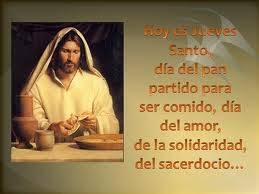 Hoy es Jueves
Santo,
día del pan
partido para
ser comido, día
del amor,
de la solidaridad,
del sacerdocio...